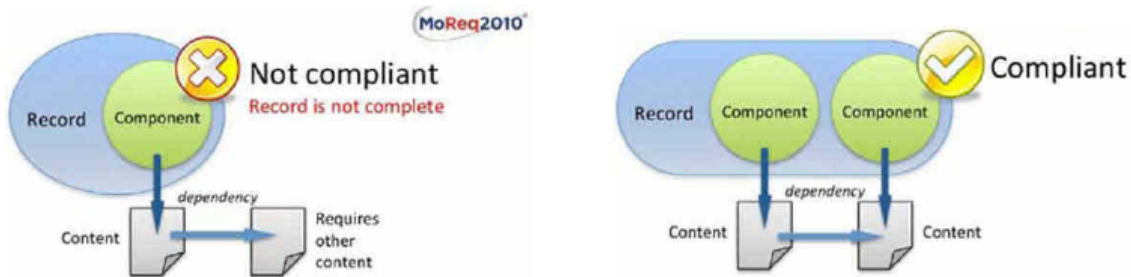 MoReq2010®
Not compliant
Record is not complete
Record
Component
dependency
Content
Requires
other
content
Compliant
Record
Component
Component
dependency
Content
Content